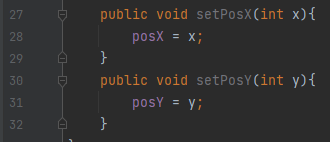 27 public void setPosX(int x){
28 posX = x;
29 }
30 public void setPosY(int y){
31 posY = y;
32 }
}